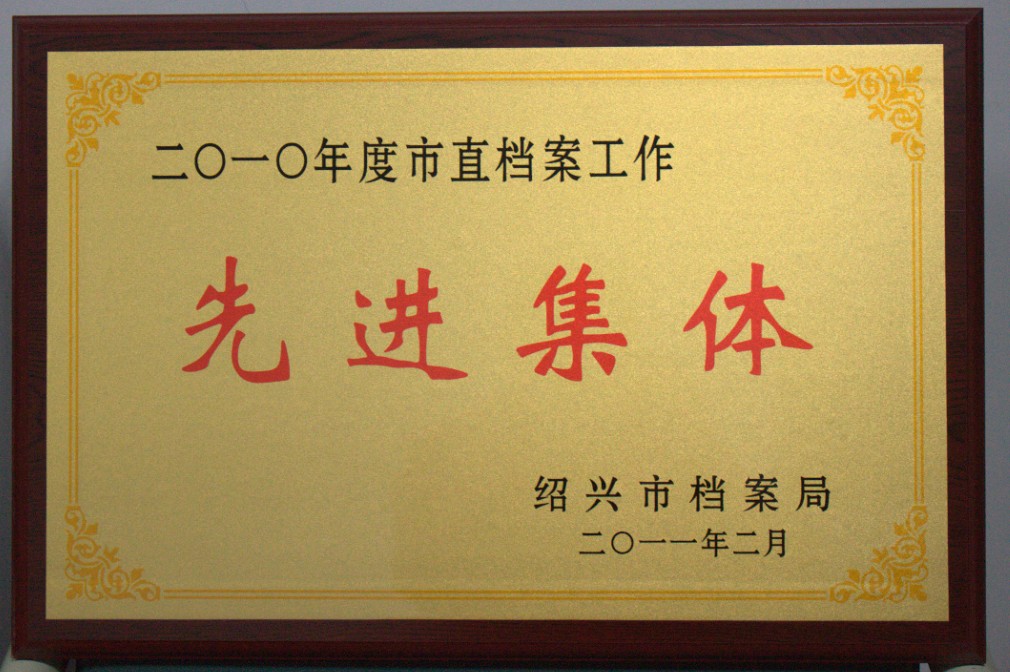 二〇一〇年度市直档案工作
先进集体
绍兴市档案局
二〇一一年二月